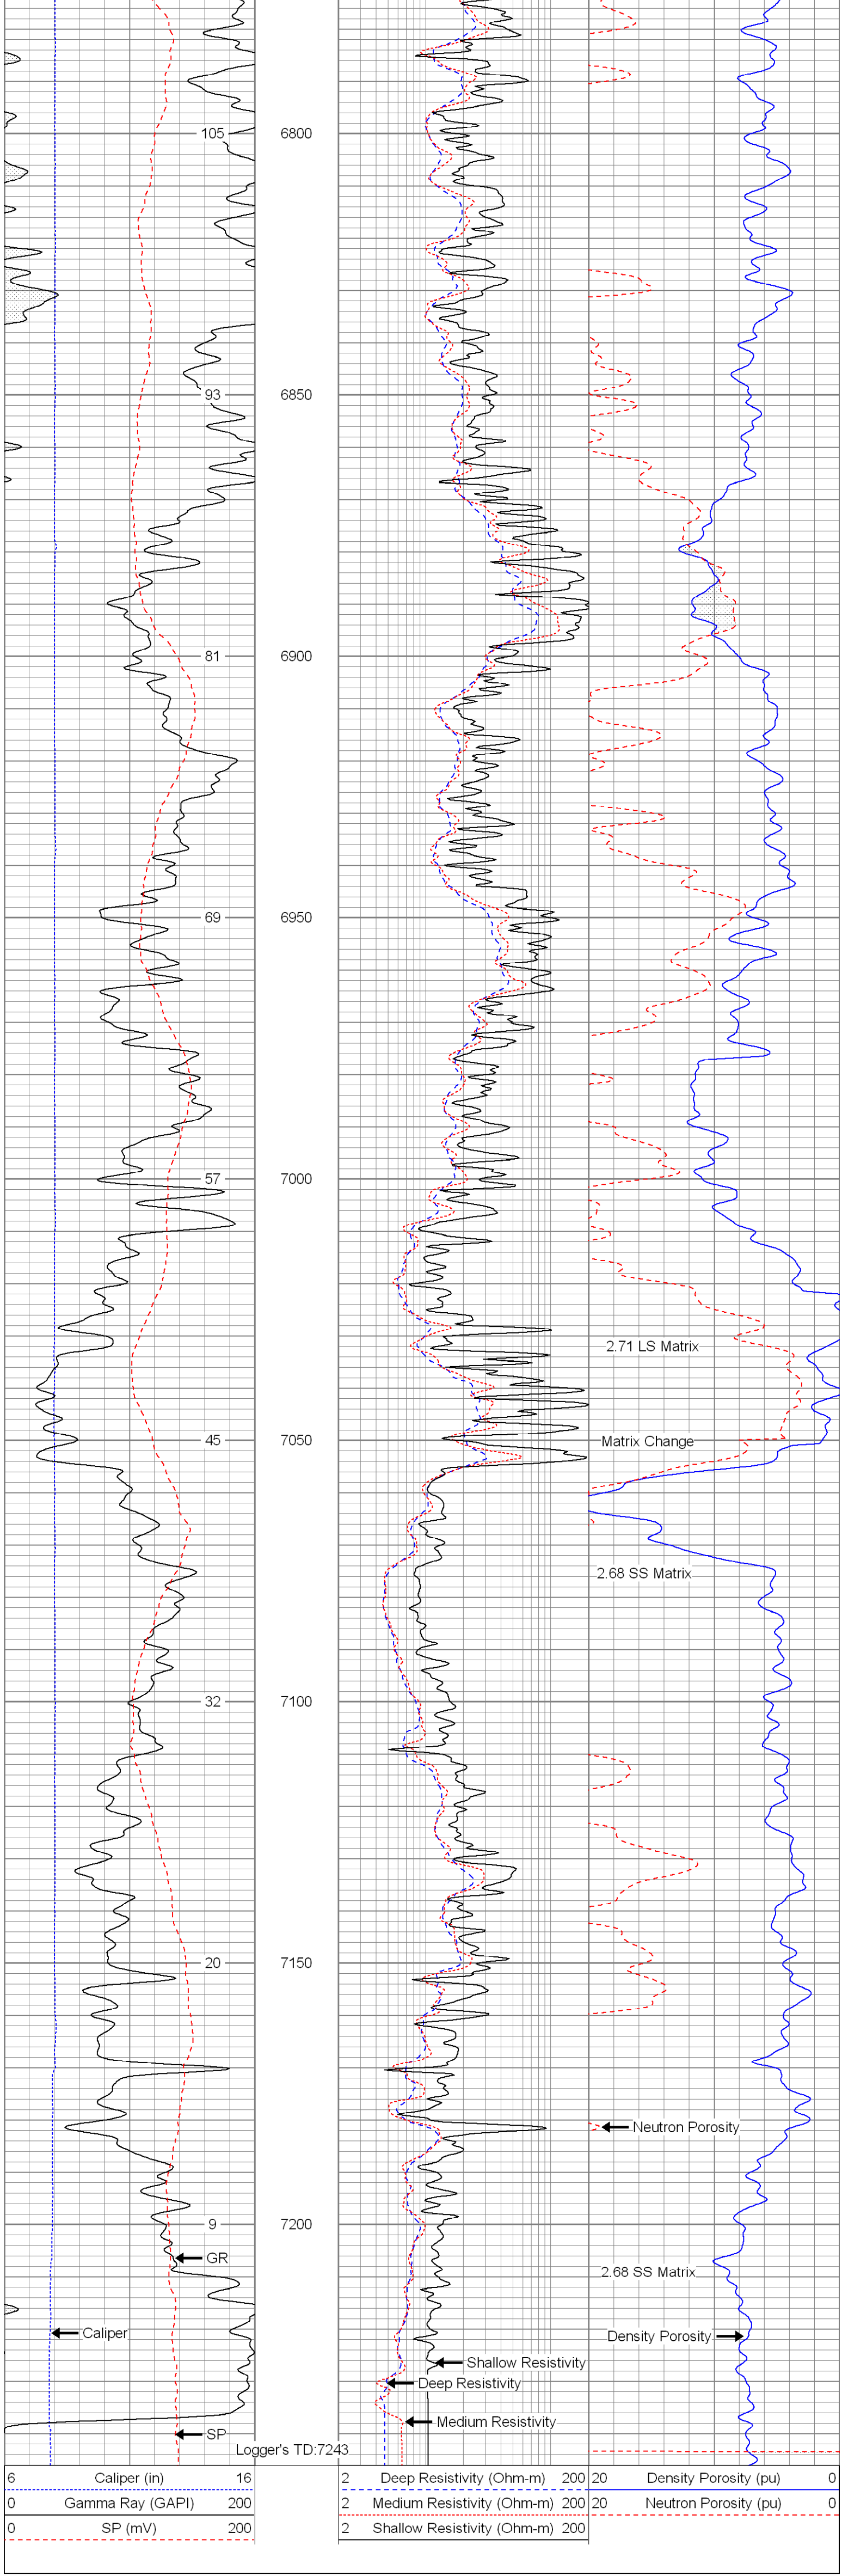 105
6800
93
6850
81
6900
69
6950
57
7000
2.71 LS Matrix
45
7050
Matrix Change
2.68 SS Matrix
32
7100
20
7150
Neutron Porosity
9
7200
GR
2.68 SS Matrix
Caliper
Density Porosity
Shallow Resistivity
Deep Resistivity
Medium Resistivity
SP
Logger's TD:7243
6 Caliper (in) 16 2 Deep Resistivity (Ohm-m) 200 20 Density Porosity (pu) 0
0 Gamma Ray (GAPI) 200 2 Medium Resistivity (Ohm-m) 200 20 Neutron Porosity (pu) 0
0 SP (mV) 200 2 Shallow Resistivity (Ohm-m) 200